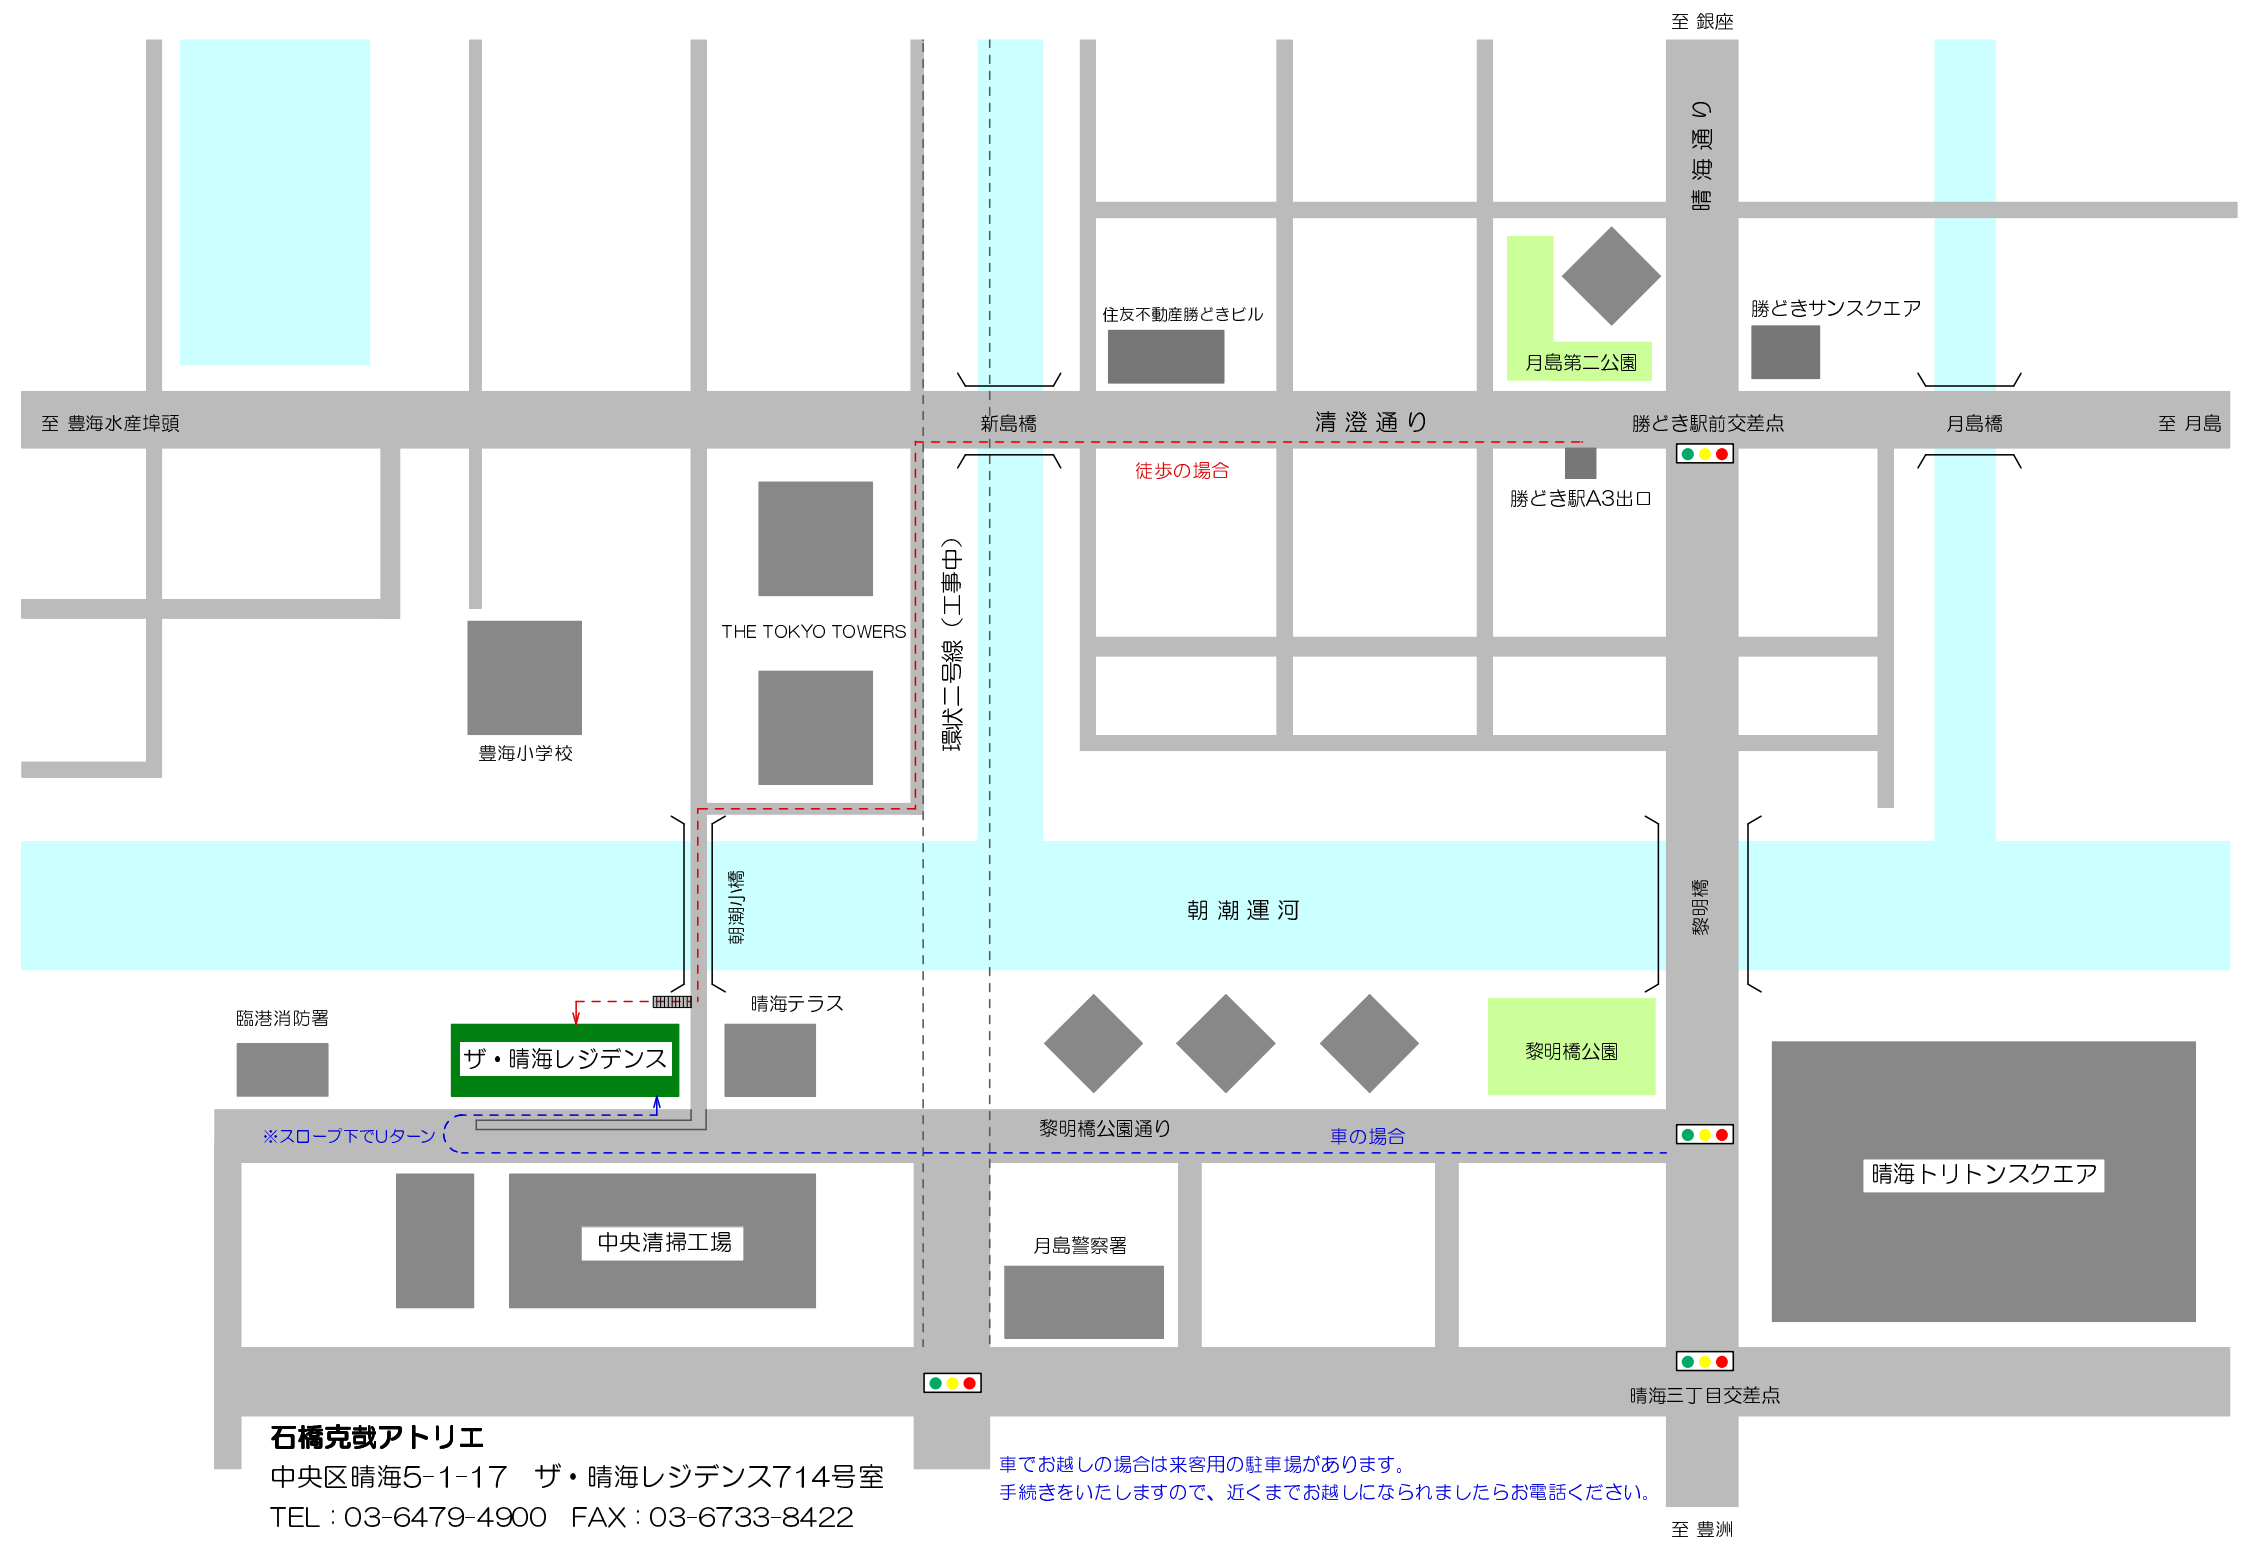 至 銀座
晴海通り
住友不動産勝どきビル
勝どきサンスクエア
月島第二公園
至 豊海水産埠頭
新島橋
清澄通り
勝どき駅前交差点
月島橋
至 月島
徒歩の場合
勝どき駅A3出口
環状二号線（工事中）
THE TOKYO TOWERS
豊海小学校
朝潮小橋
朝潮運河
黎明橋
臨港消防署
晴海テラス
ザ・晴海レジデンス
黎明橋公園
※スロープ下でUターン
黎明橋公園通り
車の場合
晴海トリトンスクエア
中央清掃工場
月島警察署
晴海三丁目交差点
石橋克哉アトリエ
中央区晴海5-1-17　ザ・晴海レジデンス714号室
TEL：03-6479-4900　FAX：03-6733-8422
車でお越しの場合は来客用の駐車場があります。
手続きをいたしますので、近くまでお越しになられましたらお電話ください。
至 豊洲